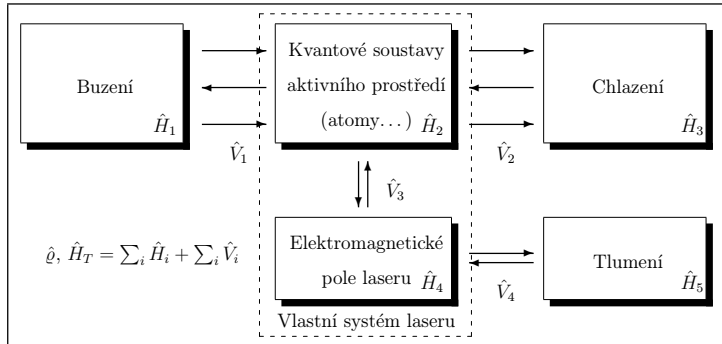 Buzení
Ĥ₁
V̂₁
Kvantové soustavy
aktivního prostředí
(atomy...)
Ĥ₂
V̂₂
Chlazení
Ĥ₃
V̂₃
ϱ̂, Ĥ_T = ∑ᵢ Ĥᵢ + ∑ᵢ V̂ᵢ
Elektromagnetické
pole laseru
Ĥ₄
V̂₄
Tlumení
Ĥ₅
Vlastní systém laseru